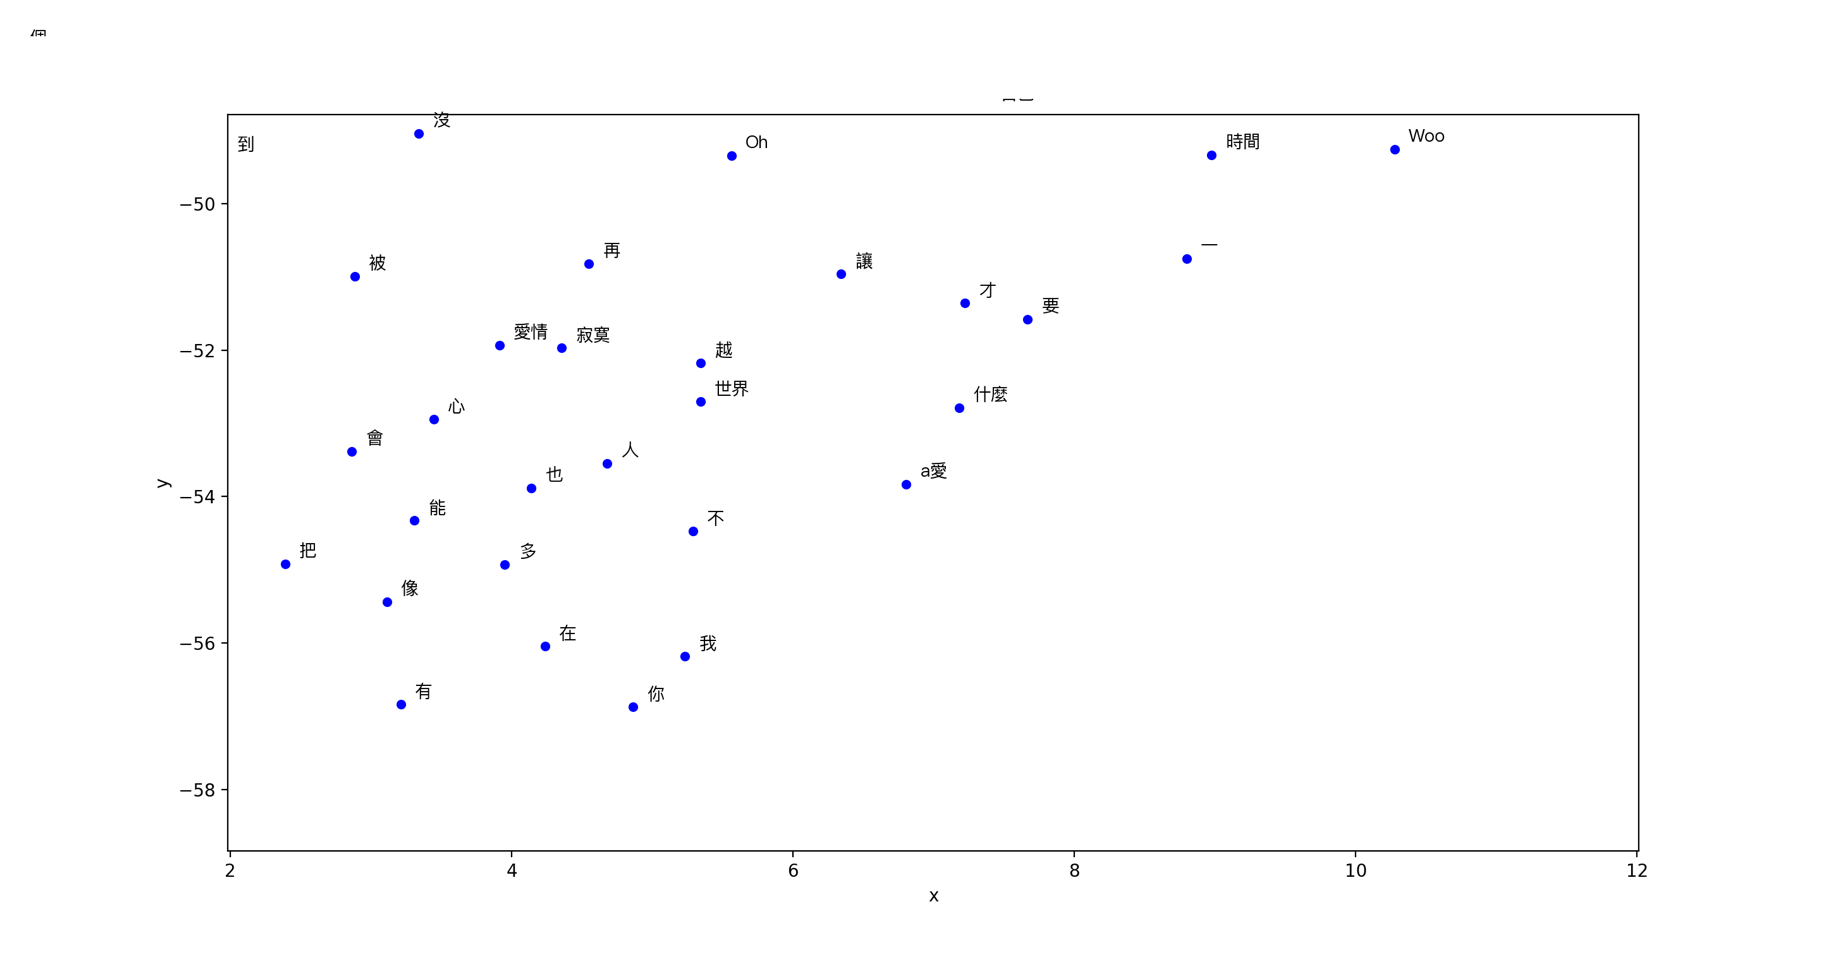 沒
Woo
到
Oh
時間
−50
一
再
被
讓
才
要
愛情
寂寞
越
−52
世界
什麼
心
會
人
a愛
也
y
−54
能
不
把
多
像
在
我
−56
有
你
−58
2
4
6
8
10
12
x